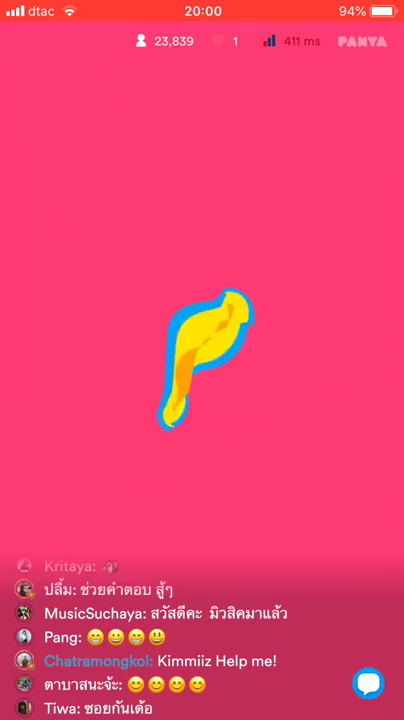 dtac 20:00 94%
23,839 1 411 ms PANYA
Kritaya:
ปลื้ม: ช่วยคำตอบ สู้ๆ
MusicSuchaya: สวัสดีคะ มิวสิคมาแล้ว
Pang: 😁😀😄😃
Chatramongkol: Kimmiiz Help me!
ตาบาสนะจ้ะ: 😊😊😊😊
Tiwa: ซอยกันเด้อ